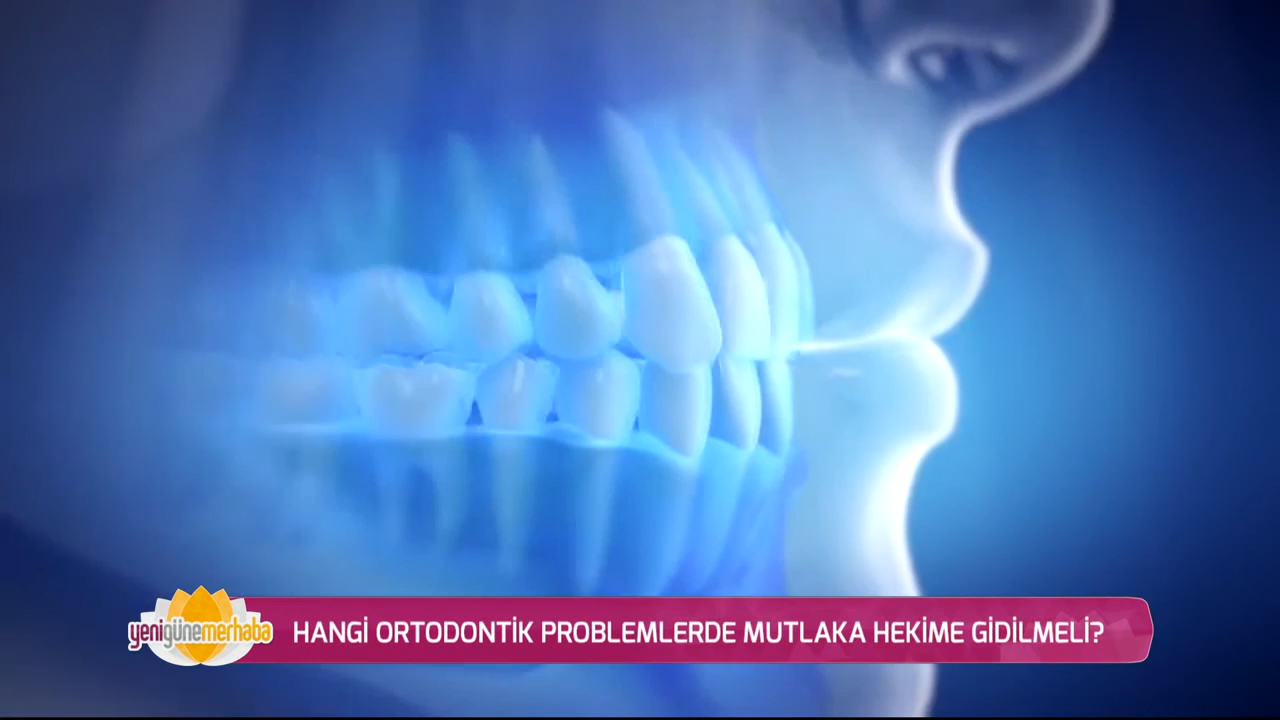 yenigünemerhaba
HANGİ ORTODONTİK PROBLEMLERDE MUTLAKA HEKİME GİDİLMELİ?